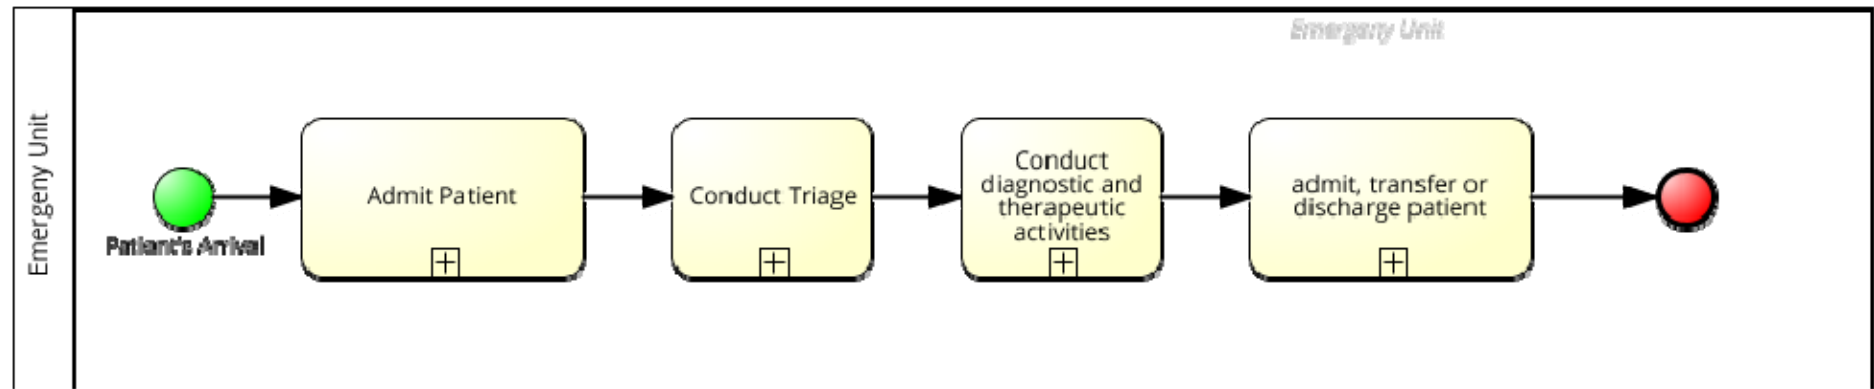 Emergeny Unit
Emergeny Unit
Patient's Arrival
Admit Patient
Conduct Triage
Conduct
diagnostic and
therapeutic
activities
admit, transfer or
discharge patient